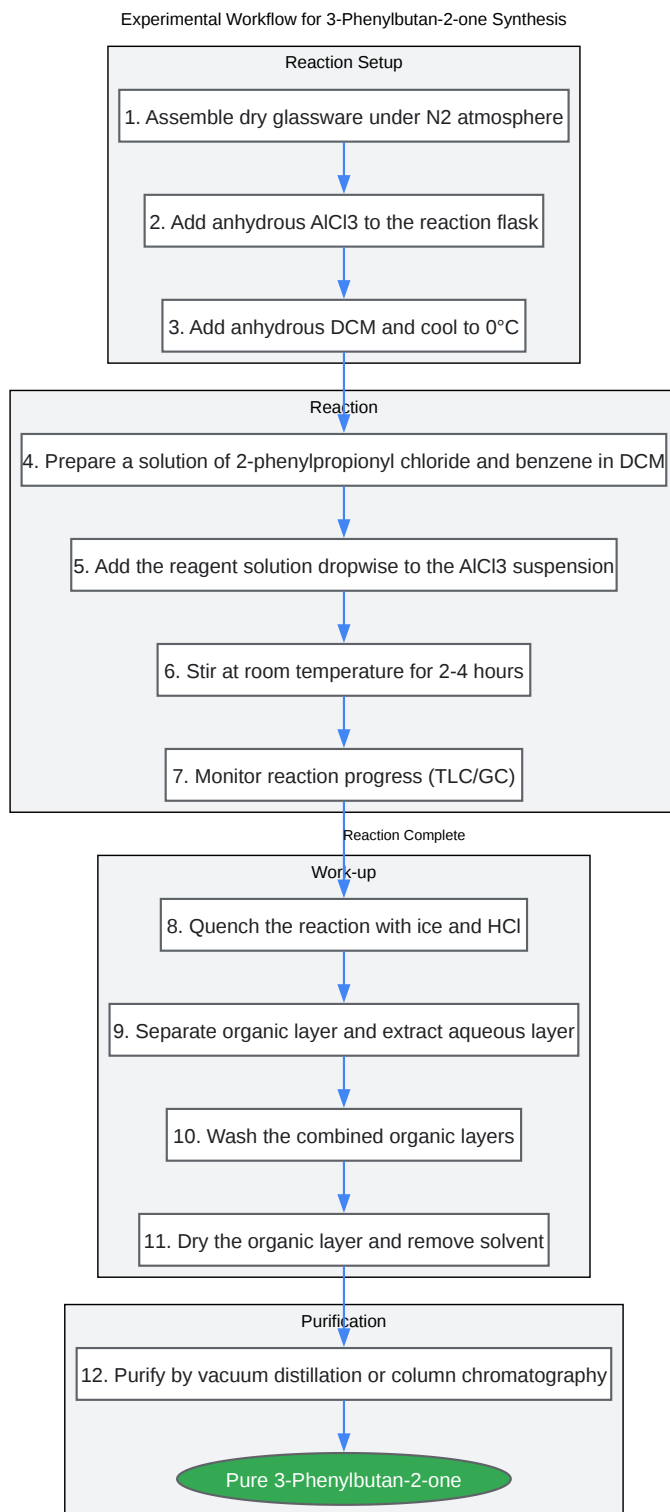 Experimental Workflow for 3-Phenylbutan-2-one Synthesis
Reaction Setup
1. Assemble dry glassware under N2 atmosphere
2. Add anhydrous AlCl3 to the reaction flask
3. Add anhydrous DCM and cool to 0°C
Reaction
4. Prepare a solution of 2-phenylpropionyl chloride and benzene in DCM
5. Add the reagent solution dropwise to the AlCl3 suspension
6. Stir at room temperature for 2-4 hours
7. Monitor reaction progress (TLC/GC)
Reaction Complete
Work-up
8. Quench the reaction with ice and HCl
9. Separate organic layer and extract aqueous layer
10. Wash the combined organic layers
11. Dry the organic layer and remove solvent
Purification
12. Purify by vacuum distillation or column chromatography
Pure 3-Phenylbutan-2-one